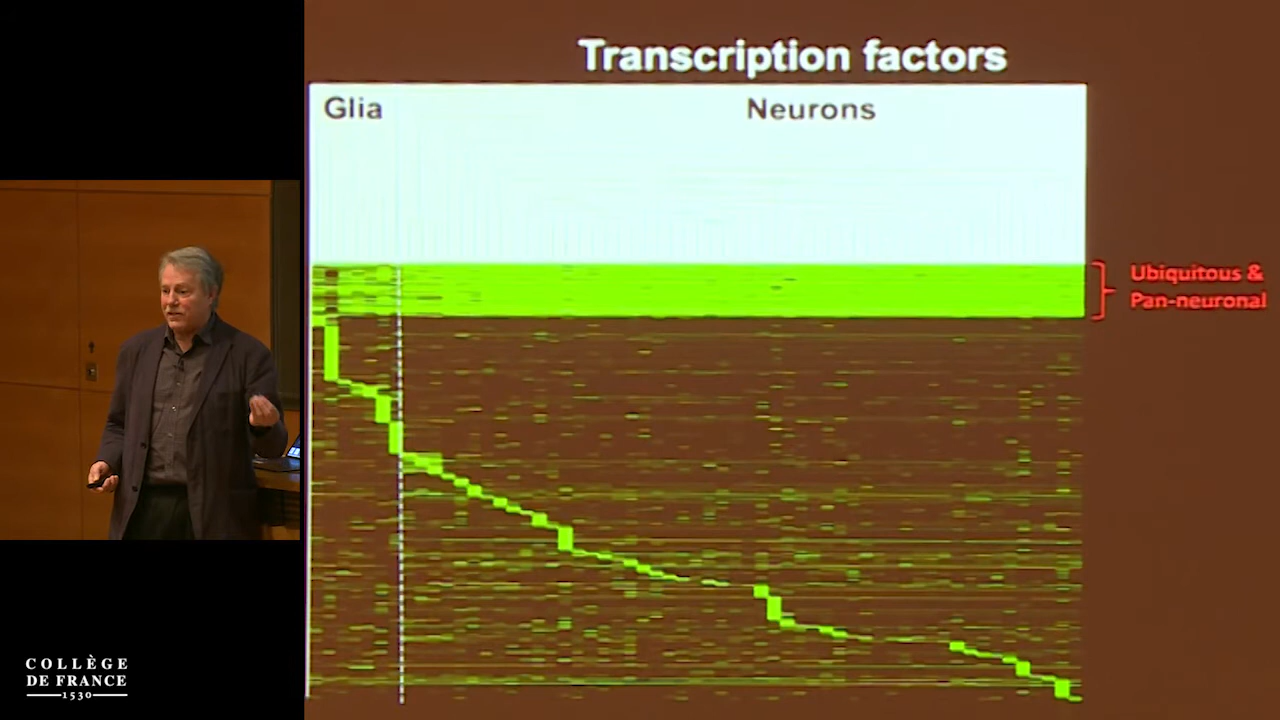 Transcription factors
Glia
Neurons
Ubiquitous &
Pan-neuronal
COLLÈGE
DE FRANCE
1530